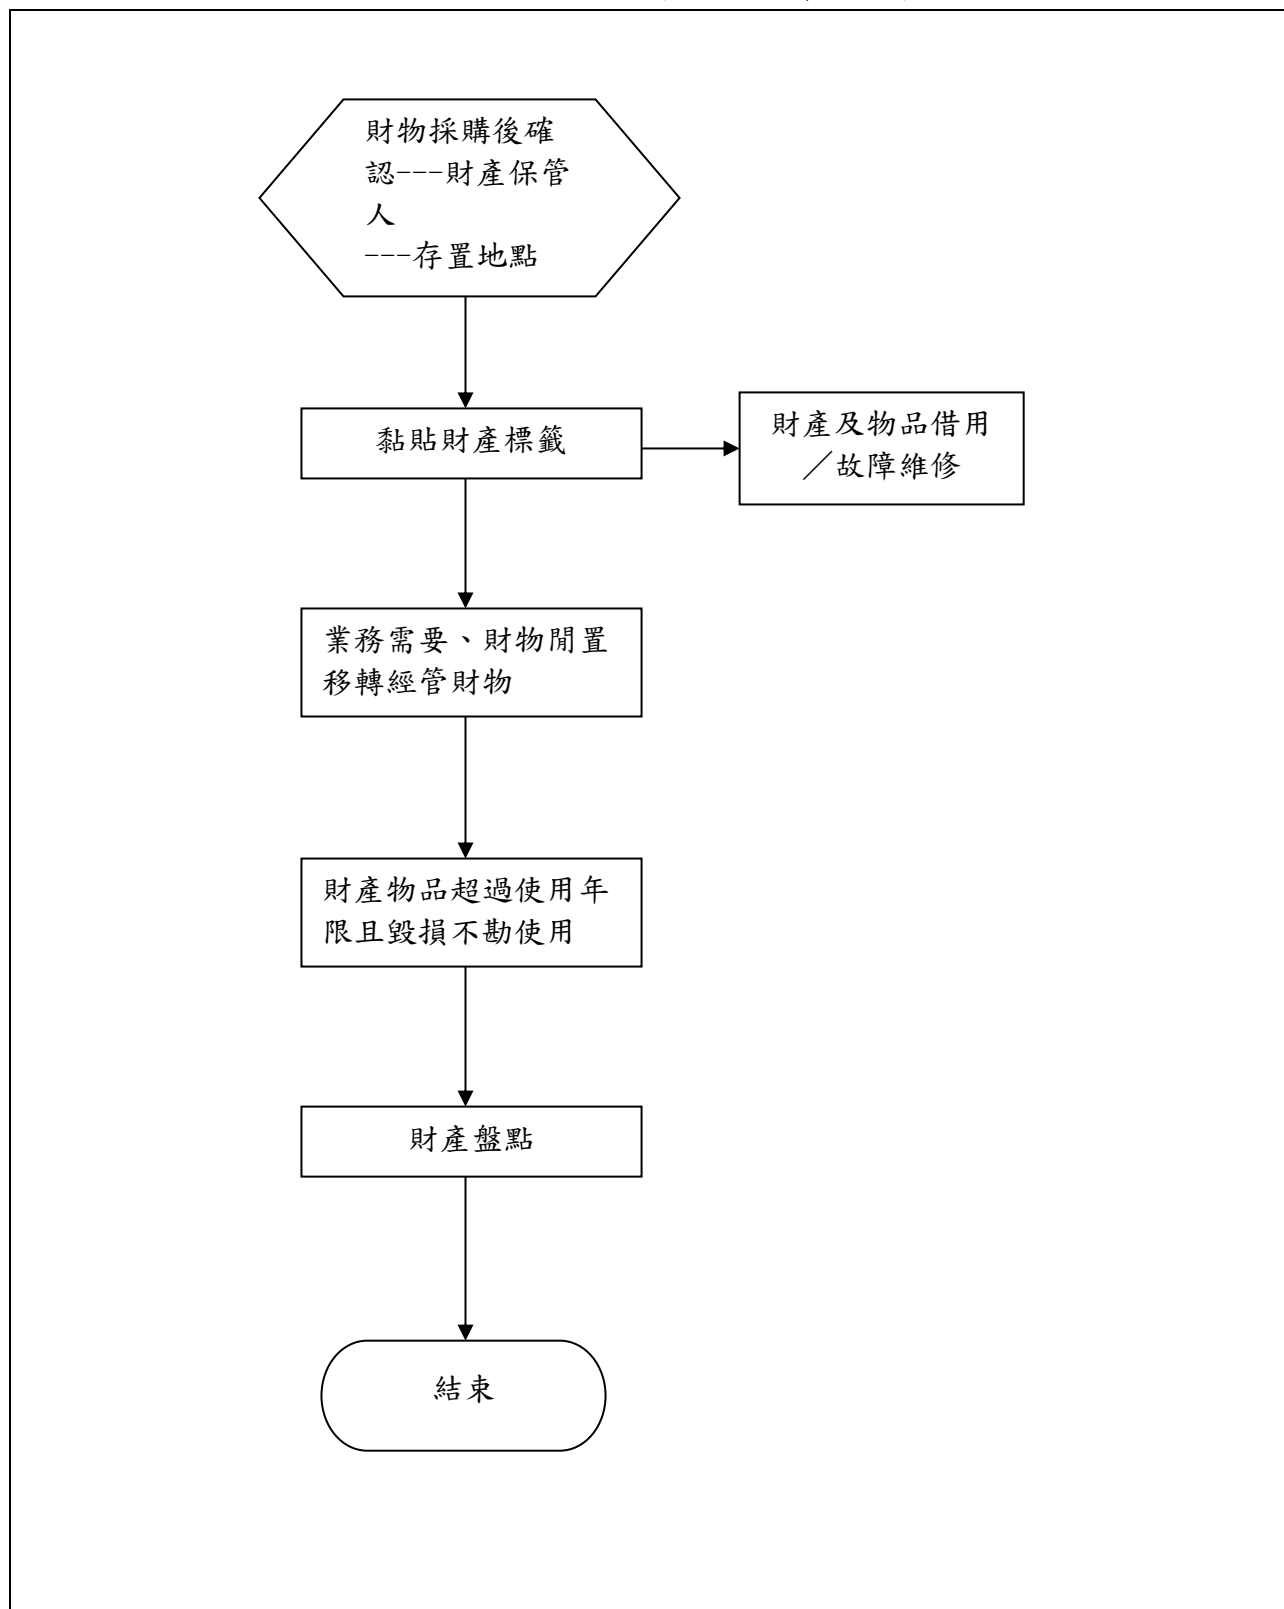 財物採購後確
認---財產保管
人
---存置地點
黏貼財產標籤
財產及物品借用
／故障維修
業務需要、財物閒置
移轉經管財物
財產物品超過使用年
限且毀損不勘使用
財產盤點
結束